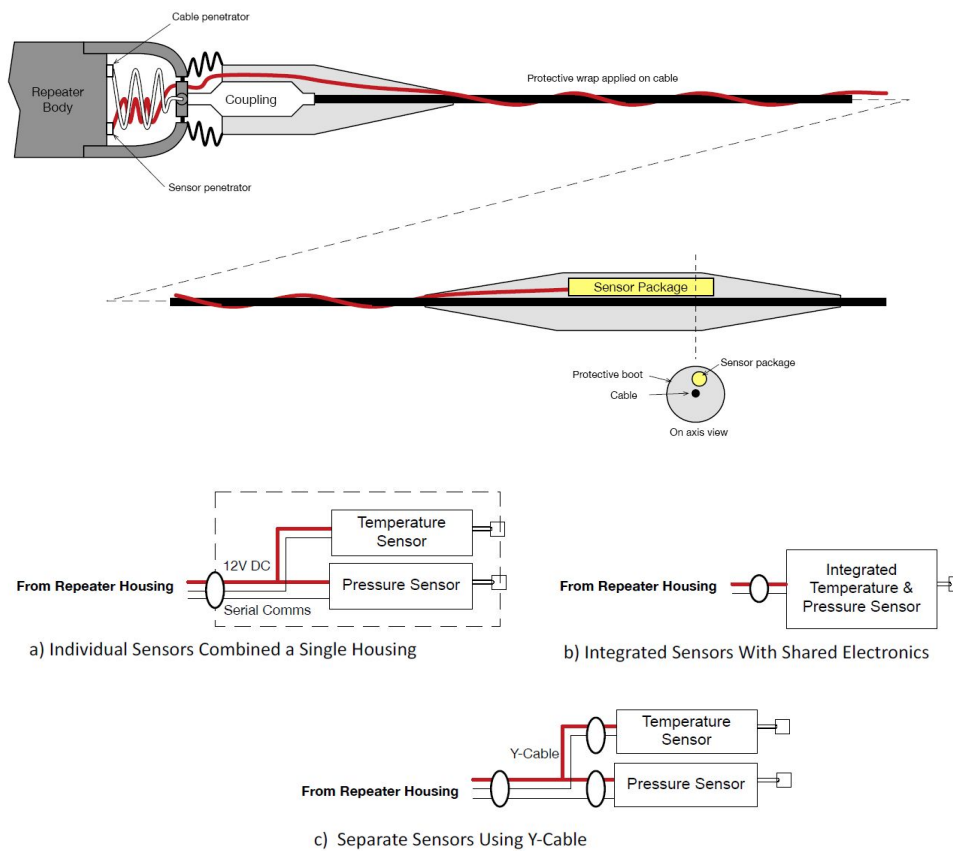 Cable penetrator
Repeater
Body
Coupling
Protective wrap applied on cable
Sensor penetrator
Sensor Package
Sensor package
Protective boot
Cable
On axis view
Temperature
Sensor
12V DC
From Repeater Housing
Pressure Sensor
Serial Comms
a) Individual Sensors Combined a Single Housing
Integrated
Temperature &
Pressure Sensor
From Repeater Housing
b) Integrated Sensors With Shared Electronics
Temperature
Sensor
Y-Cable
From Repeater Housing
Pressure Sensor
c) Separate Sensors Using Y-Cable